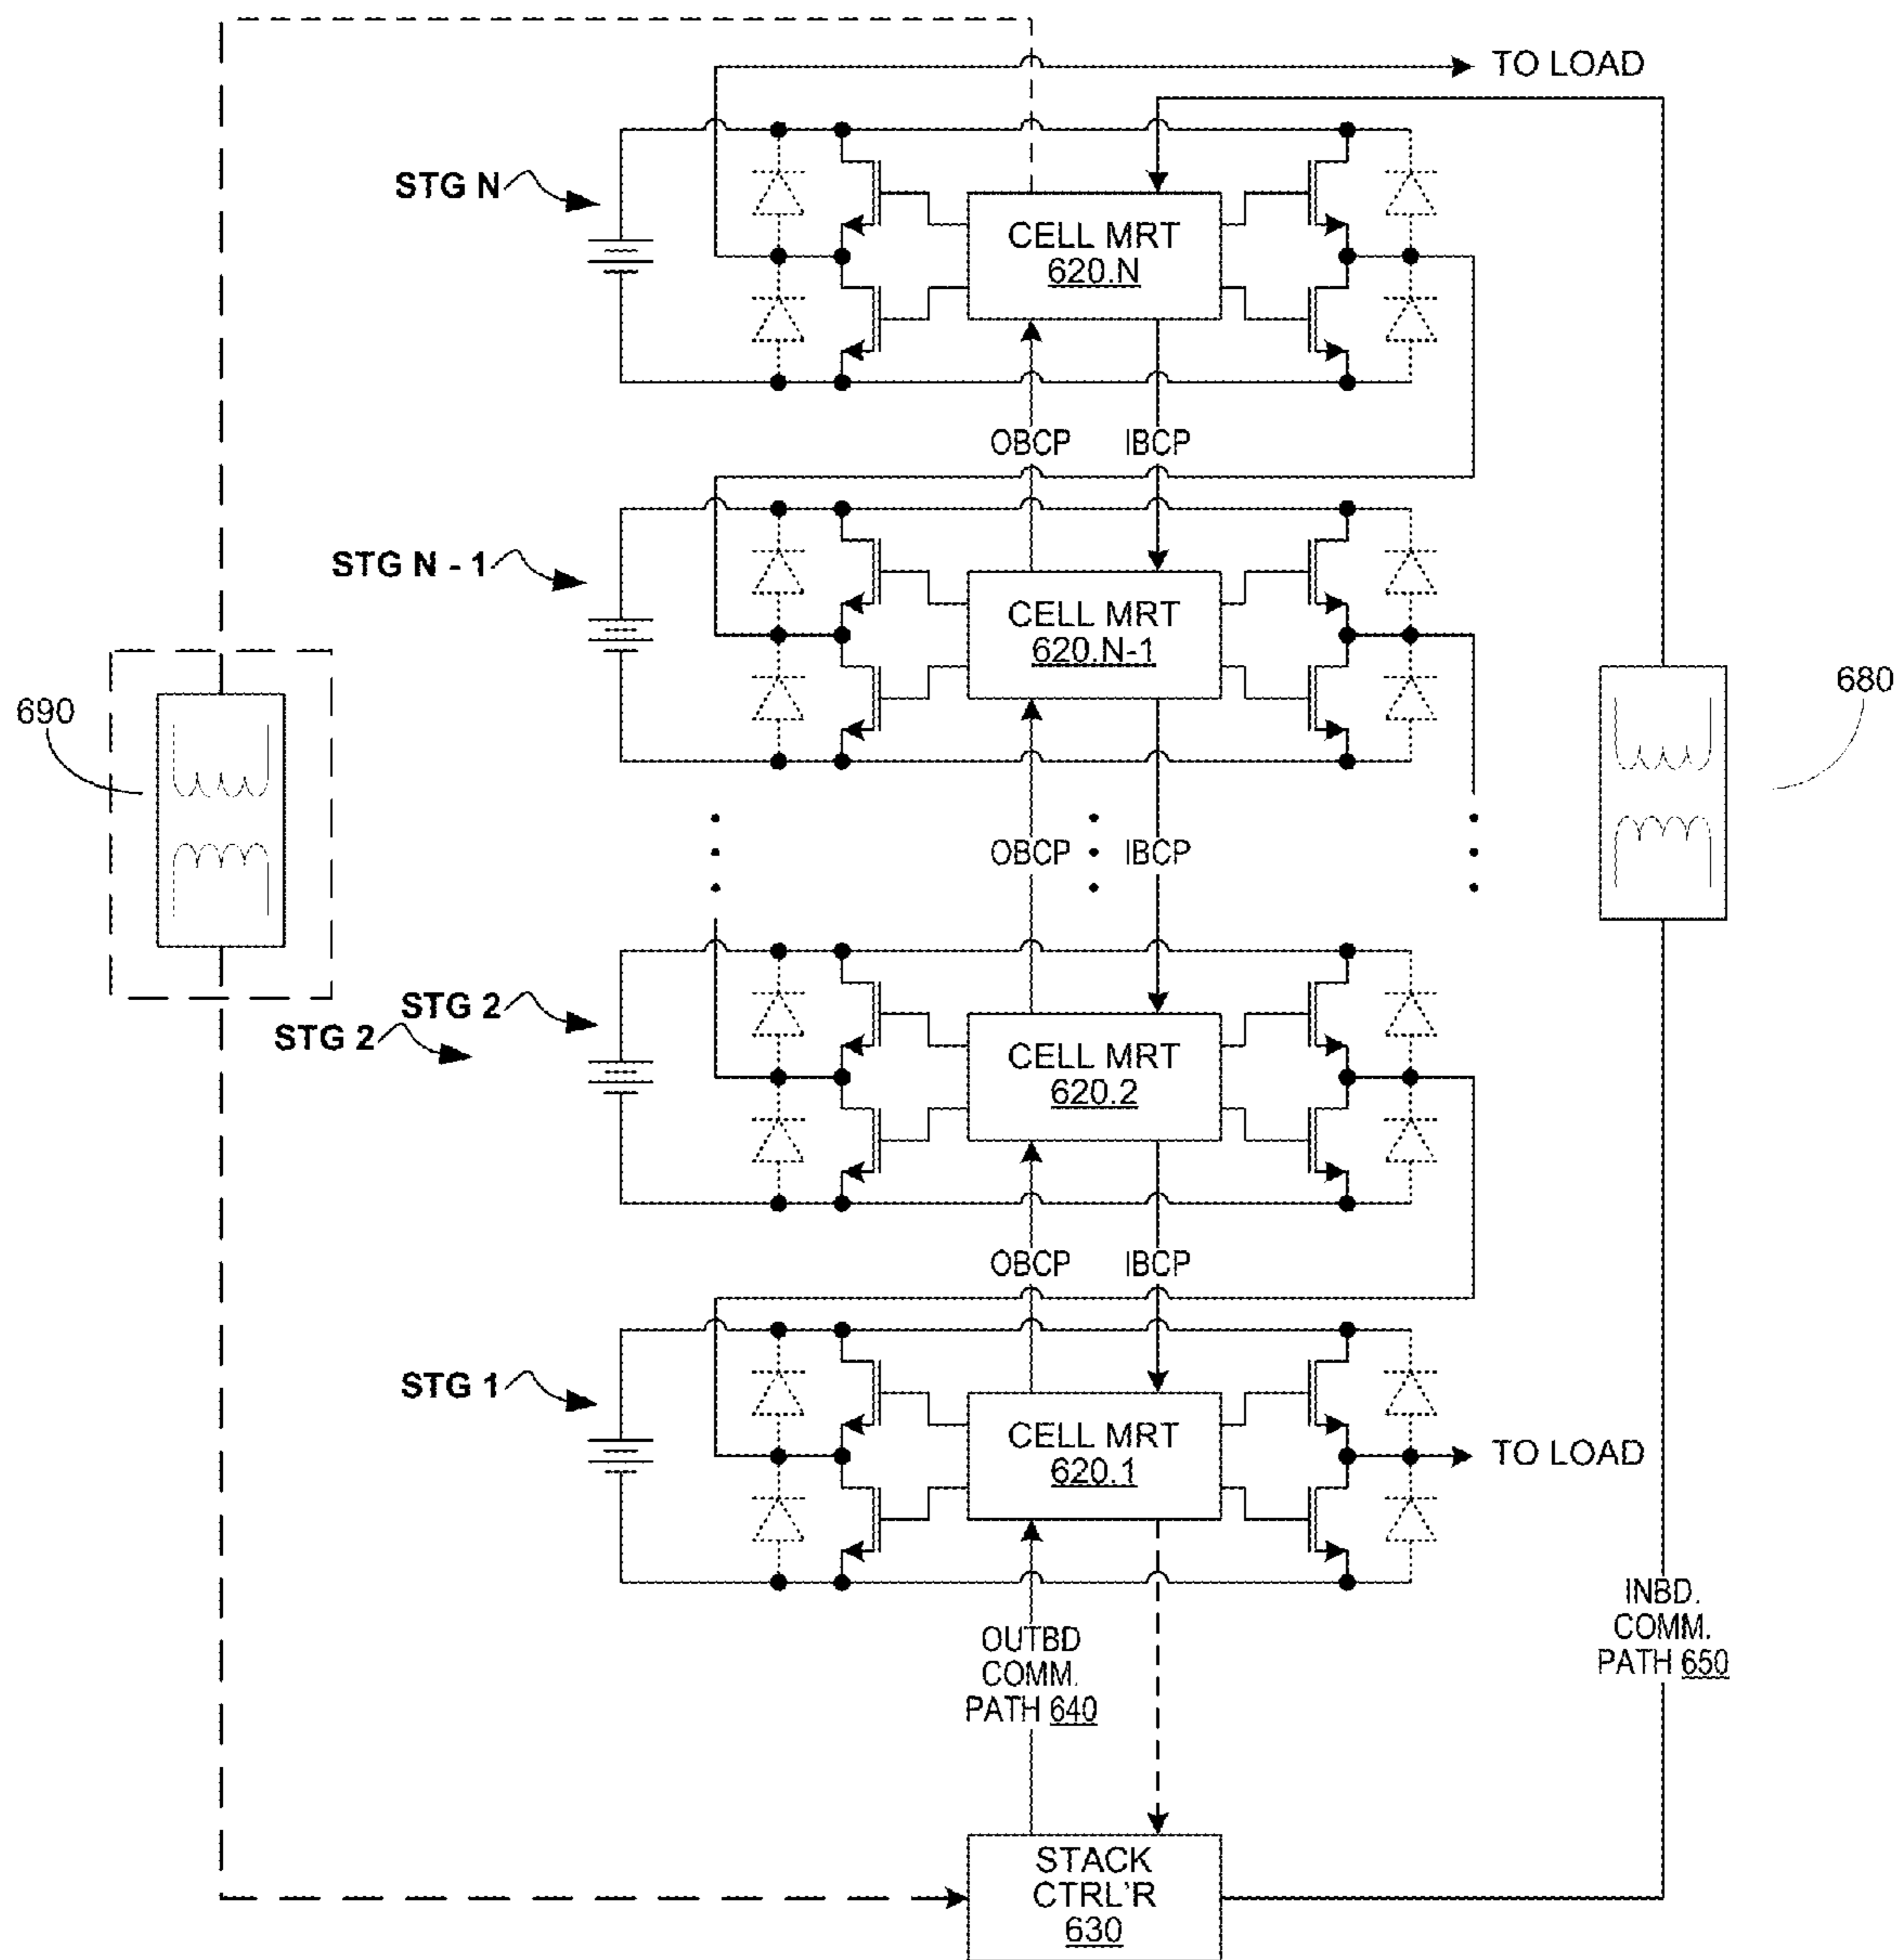 TO LOAD
STG N
CELL MRT
620.N
OBCP
IBCP
STG N - 1
CELL MRT
620.N-1
690
680
OBCP
IBCP
STG 2
STG 2
CELL MRT
620.2
OBCP
IBCP
STG 1
CELL MRT
620.1
TO LOAD
OUTBD
COMM.
PATH 640
INBD.
COMM.
PATH 650
STACK
CTRL'R
630